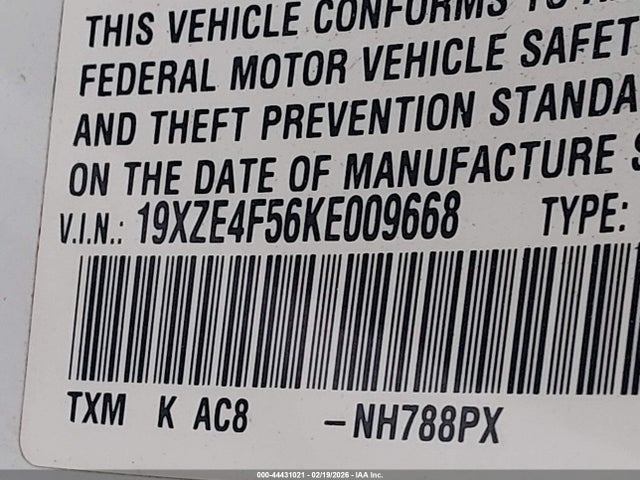 THIS VEHICLE CONFORMS TO
FEDERAL MOTOR VEHICLE SAFET
AND THEFT PREVENTION STANDA
ON THE DATE OF MANUFACTURE S
V.I.N.: 19XZE4F56KE009668 TYPE:
TXM K AC8 -NH788PX
000-44431021 - 02/19/2026 - IAA Inc.